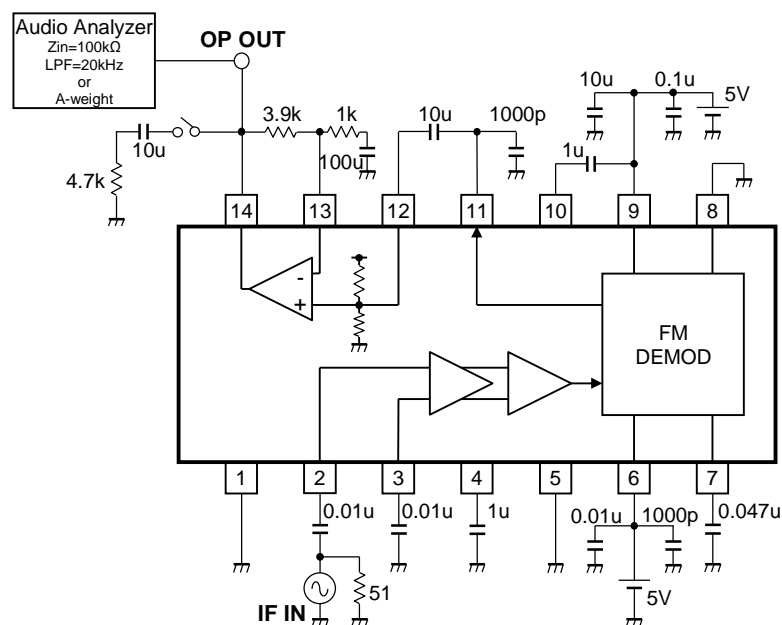 Audio Analyzer
Zin=100kΩ
LPF=20kHz
or
A-weight
OP OUT
10u
4.7k
3.9k
1k
100u
10u
1000p
10u
0.1u
5V
1u
14
13
12
11
10
9
8
-
+
FM
DEMOD
1
2
3
4
5
6
7
0.01u
0.01u
1u
0.01u
1000p
0.047u
51
IF IN
5V